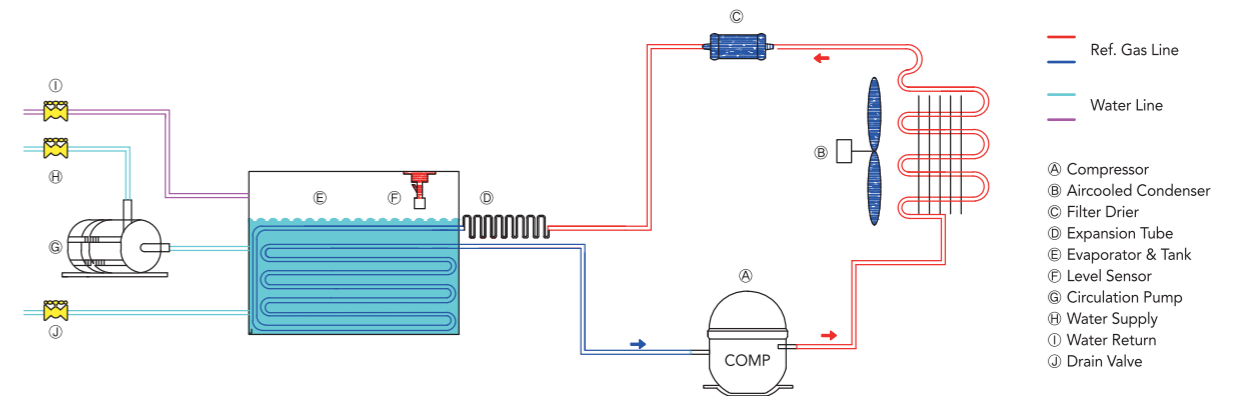 Ⓒ
Ⓘ
Ⓗ
Ⓑ
Ⓔ
Ⓕ
Ⓓ
Ⓖ
Ⓐ
Ⓙ
COMP
Ref. Gas Line
Water Line
Ⓐ Compressor
Ⓑ Aircooled Condenser
Ⓒ Filter Drier
Ⓓ Expansion Tube
Ⓔ Evaporator & Tank
Ⓕ Level Sensor
Ⓖ Circulation Pump
Ⓗ Water Supply
Ⓘ Water Return
Ⓙ Drain Valve